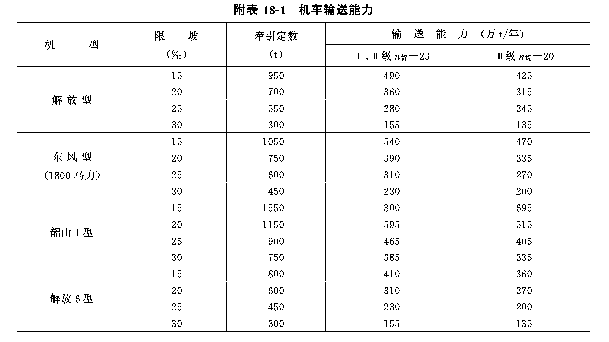 附表 18-1 机车输送能力
机 型 限 坡 (‰) 牵引定数 (t) 输 送 能 力 (万t/年)
Ⅰ、Ⅱ级 Ⅲ级
解放型
15 950 490 425
20 700 360 315
25 550 280 245
30 300 155 135
东风型 (1800马力)
15 1050 540 470
20 750 390 335
25 600 310 270
30 450 230 200
韶山1型
15 1550 800 695
20 1150 595 515
25 900 465 405
30 750 385 335
解放6型
15 800 410 360
20 600 310 270
25 450 230 200
30 300 155 135